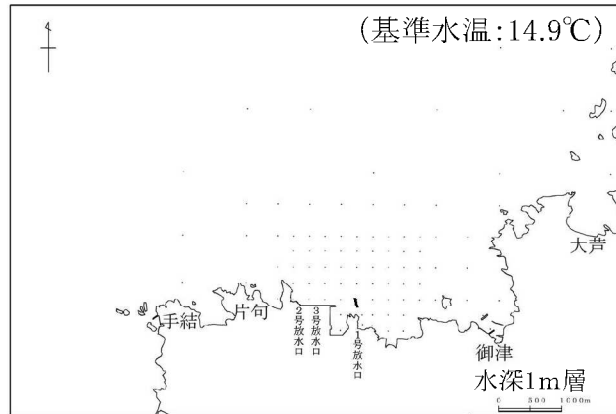 (基準水温:14.9℃)
大芦
手結
片句
2号放水口
3号放水口
1号放水口
御津
水深1m層
0 500 1000m